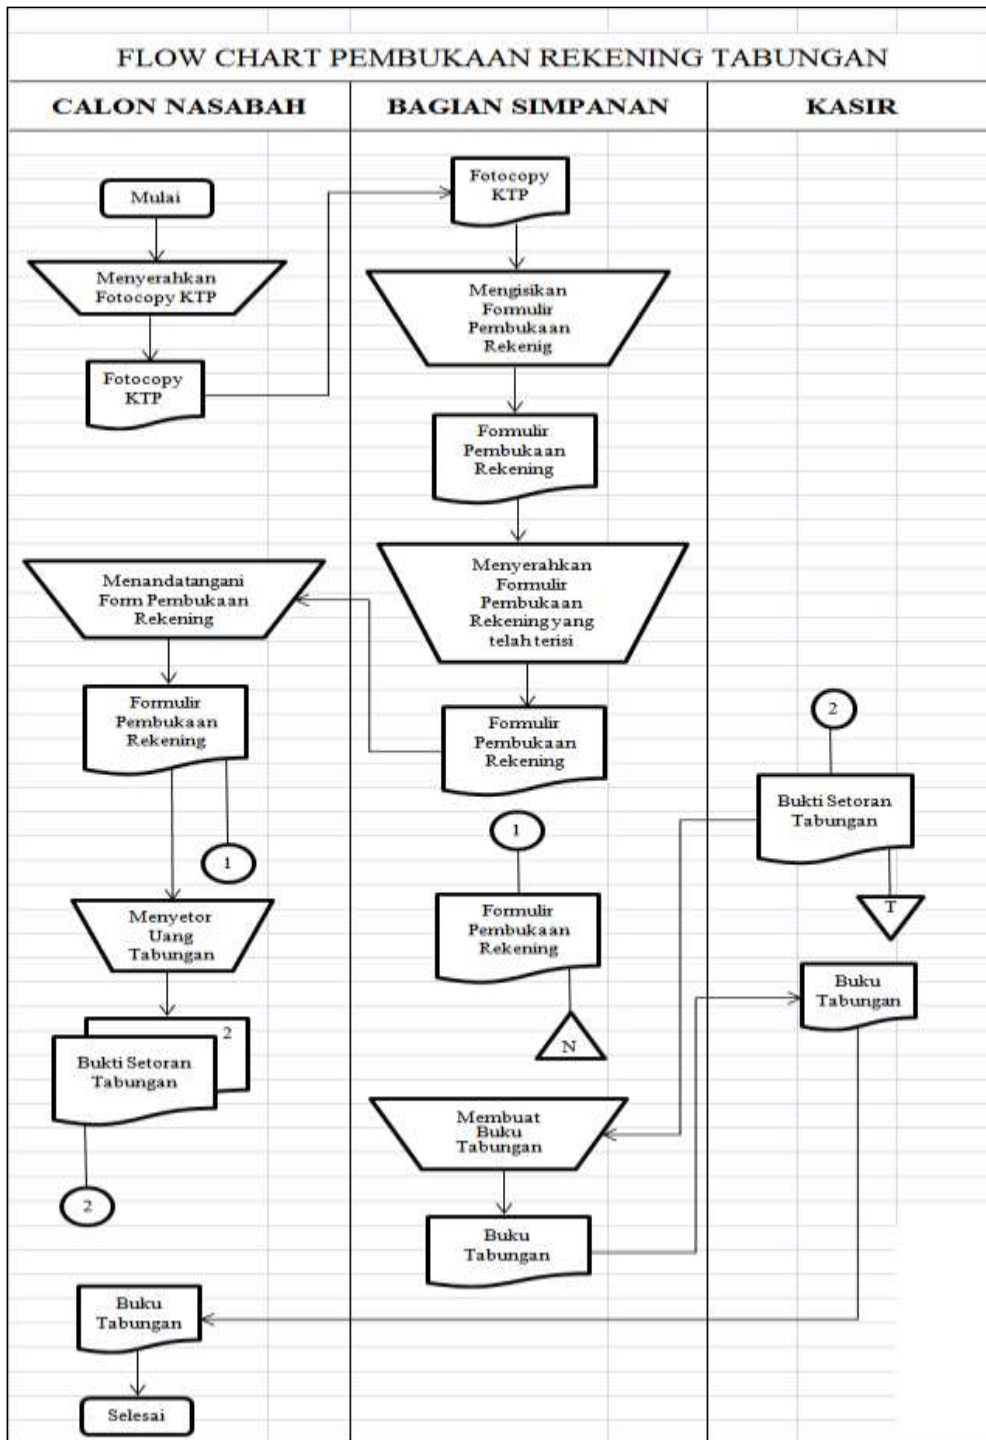 FLOW CHART PEMBUKAAN REKENING TABUNGAN
CALON NASABAH
BAGIAN SIMPANAN
KASIR
Mulai
Menyerahkan
Fotocopy KTP
Fotocopy
KTP
Fotocopy
KTP
Mengisikan
Formulir
Pembukaan
Rekenig
Formulir
Pembukaan
Rekening
Menyerahkan
Formulir
Pembukaan
Rekening yang
telah terisi
Formulir
Pembukaan
Rekening
Menandatangani
Form Pembukaan
Rekening
Formulir
Pembukaan
Rekening
1
Menyetor
Uang
Tabungan
2
Bukti Setoran
Tabungan
2
1
Formulir
Pembukaan
Rekening
N
2
Bukti Setoran
Tabungan
T
Membuat
Buku
Tabungan
Buku
Tabungan
Buku
Tabungan
Buku
Tabungan
Selesai